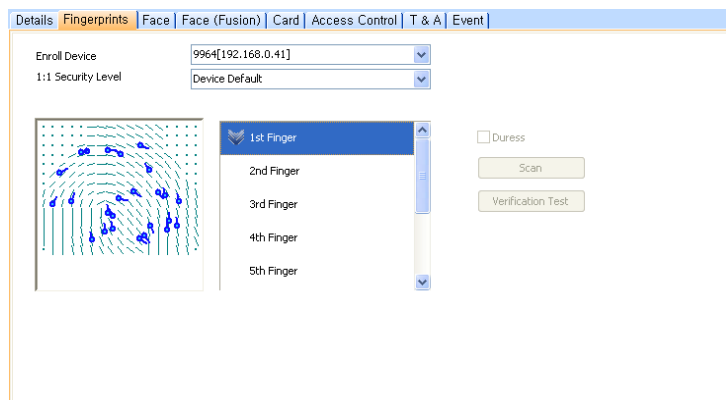 Details Fingerprints Face Face (Fusion) Card Access Control T & A Event
Enroll Device 9964[192.168.0.41]
1:1 Security Level Device Default
1st Finger
2nd Finger
3rd Finger
4th Finger
5th Finger
Duress
Scan
Verification Test